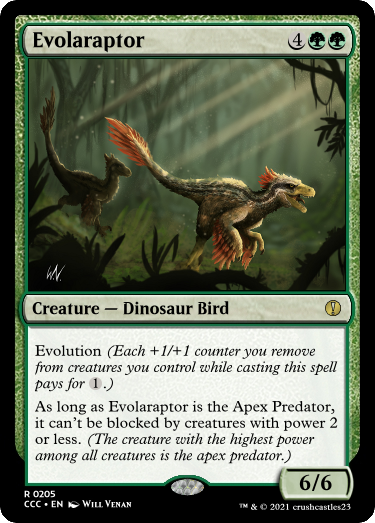 Evolaraptor 4
W.V.
Creature — Dinosaur Bird
Evolution (Each +1/+1 counter you remove
from creatures you control while casting this spell
pays for 1.)
As long as Evolaraptor is the Apex Predator,
it can't be blocked by creatures with power 2
or less. (The creature with the highest power
among all creatures is the apex predator.)
6/6
R 0205
CCC • EN Will Venan
™ & © 2021 crushcastles23